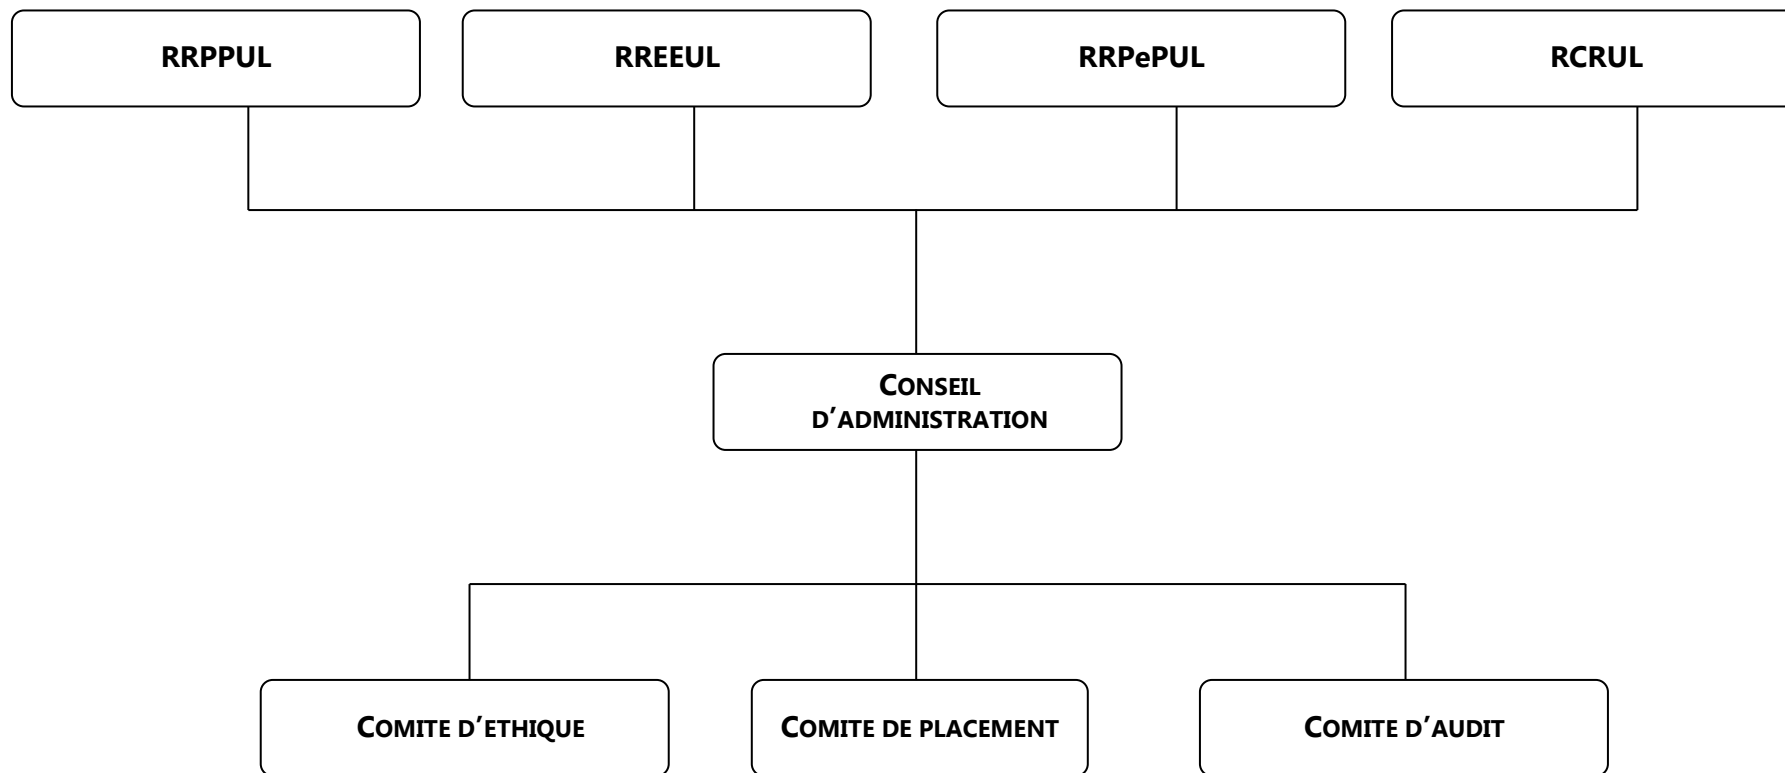 RRPPUL
RREEUL
RRPePUL
RCRUL
CONSEIL
D’ADMINISTRATION
COMITE D’ETHIQUE
COMITE DE PLACEMENT
COMITE D’AUDIT